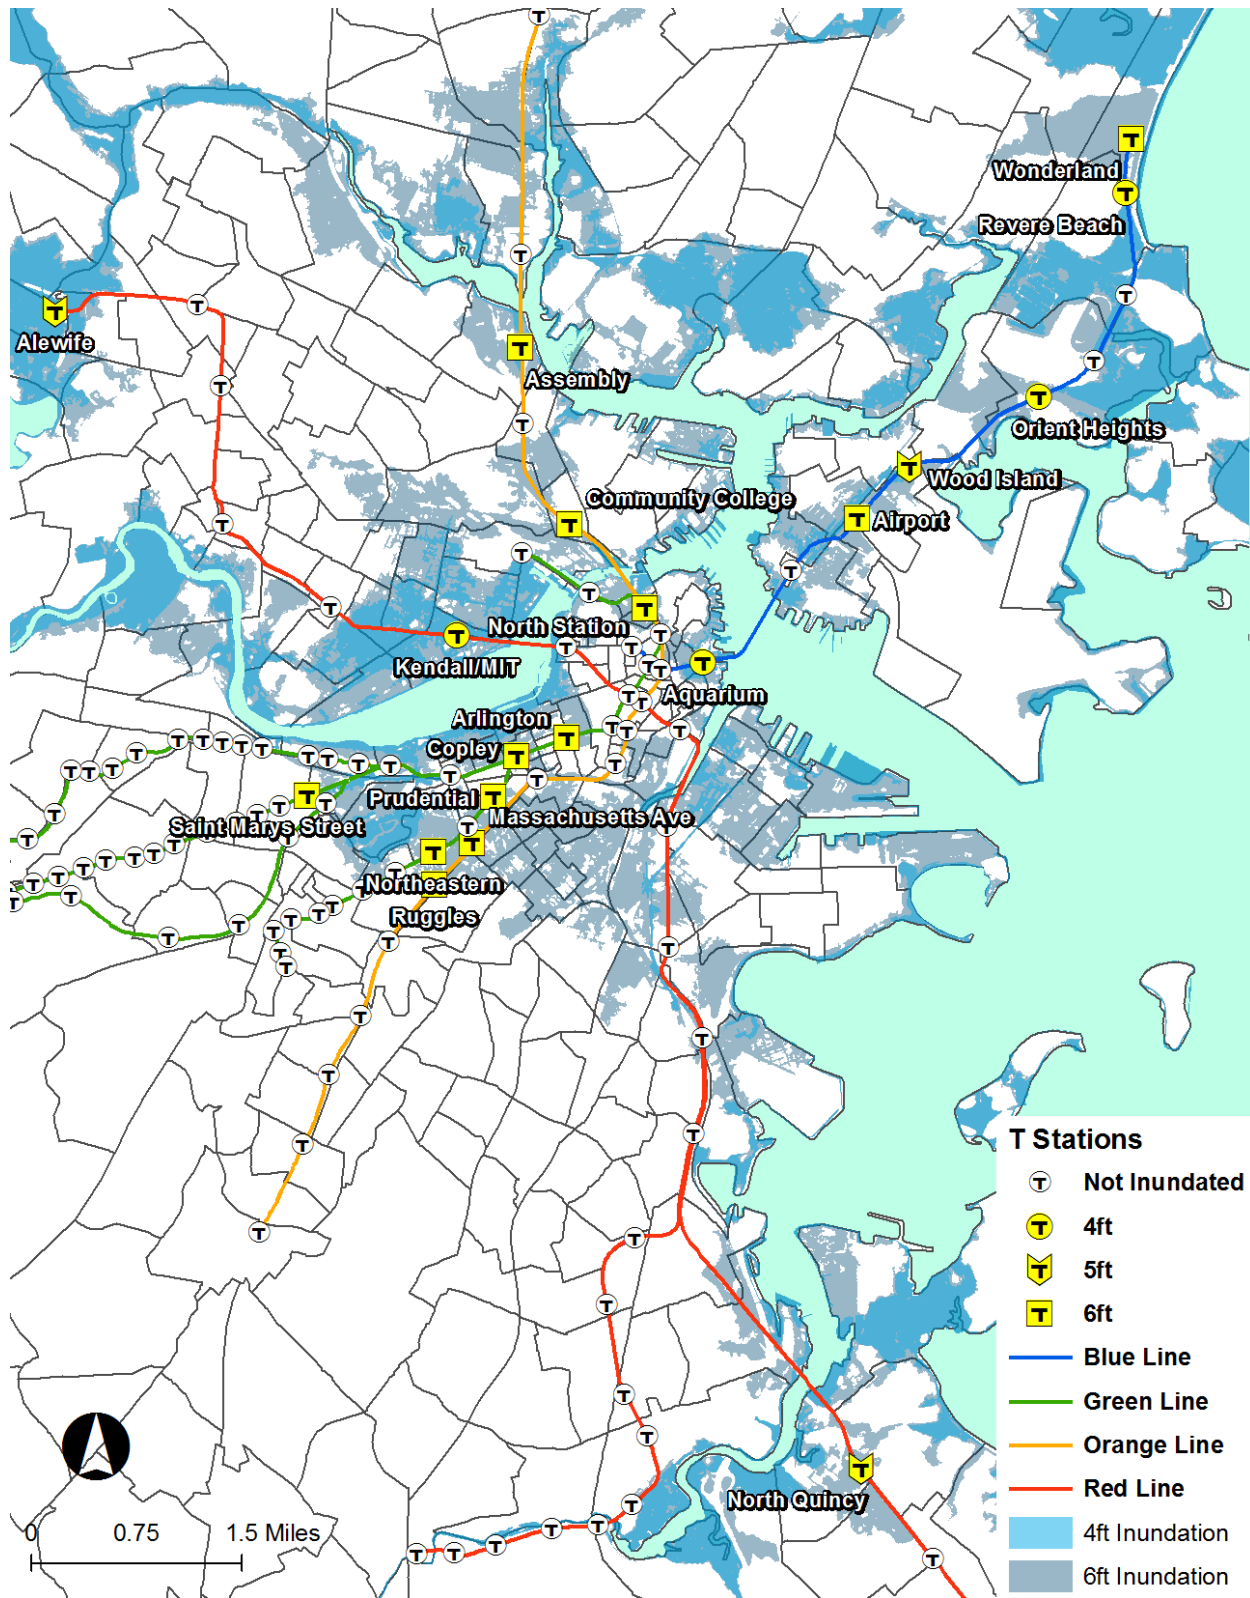 Wonderland
Revere Beach
Alewife
Assembly
Orient Heights
Wood Island
Community College
Airport
North Station
Kendall/MIT
Aquarium
Arlington
Copley
Prudential
Massachusetts Ave
Saint Marys Street
Northeastern
Ruggles
North Quincy
T Stations
T Not Inundated
T 4ft
T 5ft
T 6ft
Blue Line
Green Line
Orange Line
Red Line
4ft Inundation
6ft Inundation
0 0.75 1.5 Miles